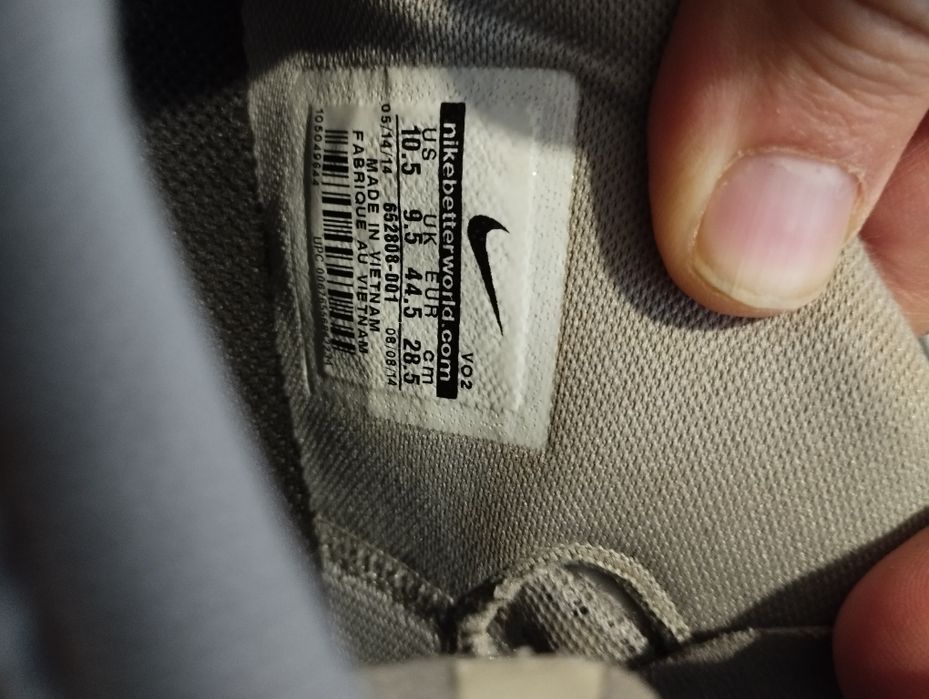 VO2
nikebetterworld.com
US UK EUR cm
10.5 9.5 44.5 28.5
05/14/14 652808-001 08/08/14
MADE IN VIETNAM
FABRIQUE AU VIETNAM
UPC